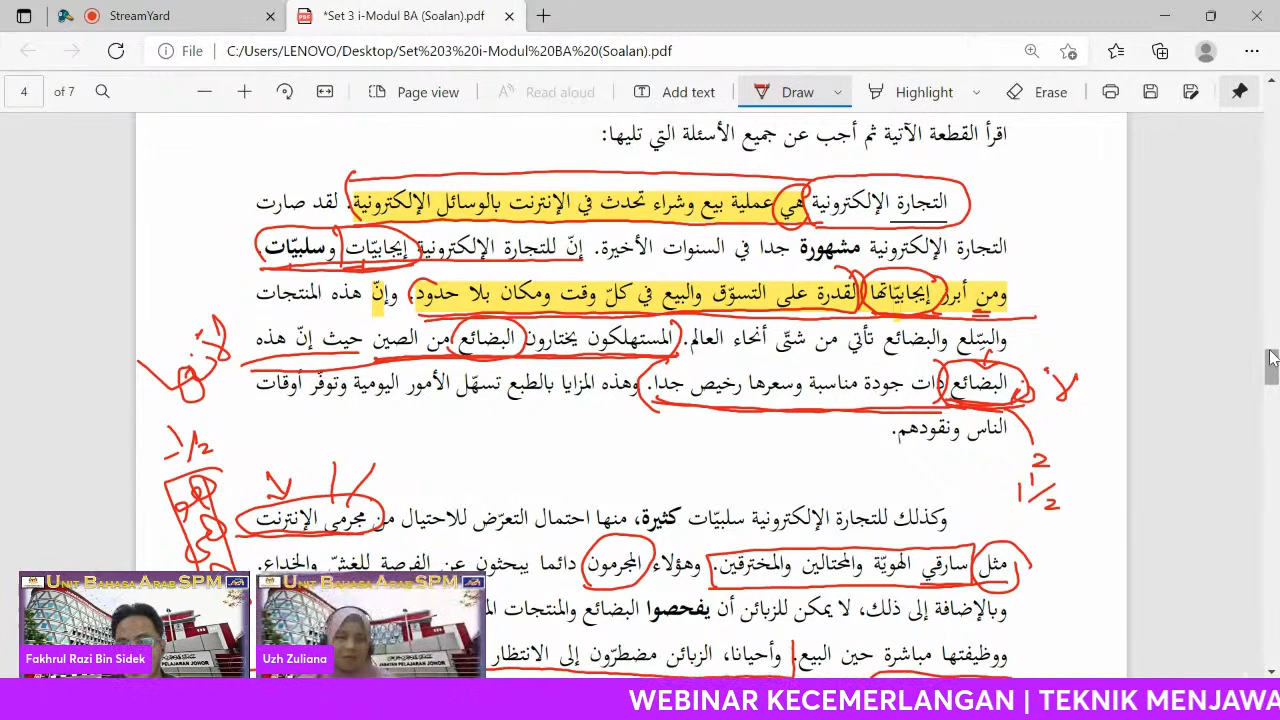 StreamYard
*Set 3 i-Modul BA (Soalan).pdf
File C:/Users/LENOVO/Desktop/Set%203%20i-Modul%20BA%20(Soalan).pdf
4 of 7 Page view Read aloud Add text Draw Highlight Erase
اقرأ القطعة الآتية ثم أجب عن جميع الأسئلة التي تليها:
التجارة الإلكترونية هي عملية بيع وشراء تحدث في الإنترنت بالوسائل الإلكترونية. لقد صارت
التجارة الإلكترونية مشهورة جدا في السنوات الأخيرة. إنّ للتجارة الإلكترونية إيجابيّات وسلبيّات
ومن أبرز إيجابيّاتها القدرة على التسوّق والبيع في كلّ وقت ومكان بلا حدود. وإنّ هذه المنتجات
والسِّلع والبضائع تأتي من شتّى أنحاء العالم. المستهلكون يختارون البضائع من الصين حيث إنّ هذه
البضائع ذات جودة مناسبة وسعرها رخيص جدا. وهذه المزايا بالطبع تسهّل الأمور اليومية وتوفّر أوقات
الناس ونقودهم.
2
1 1/2
-1/2
وكذلك للتجارة الإلكترونية سلبيّات كثيرة، منها احتمال التعرّض للاحتيال من مجرمى الإنترنت
مثل سارقي الهويّة والمحتالين والمخترقين. وهؤلاء المجرمون دائما يبحثون عن الفرصة للغشّ والخداع.
وبالإضافة إلى ذلك، لا يمكن للزبائن أن يفحصوا البضائع والمنتجات
ووظيفتها مباشرة حين البيع. وأحيانا، الزبائن مضطرّون إلى الانتظار
UNIT BAHASA ARAB SPM
UNIT BAHASA ARAB SPM
Fakhrul Razi Bin Sidek
Uzh Zuliana
WEBINAR KECEMERLANGAN | TEKNIK MENJAWA